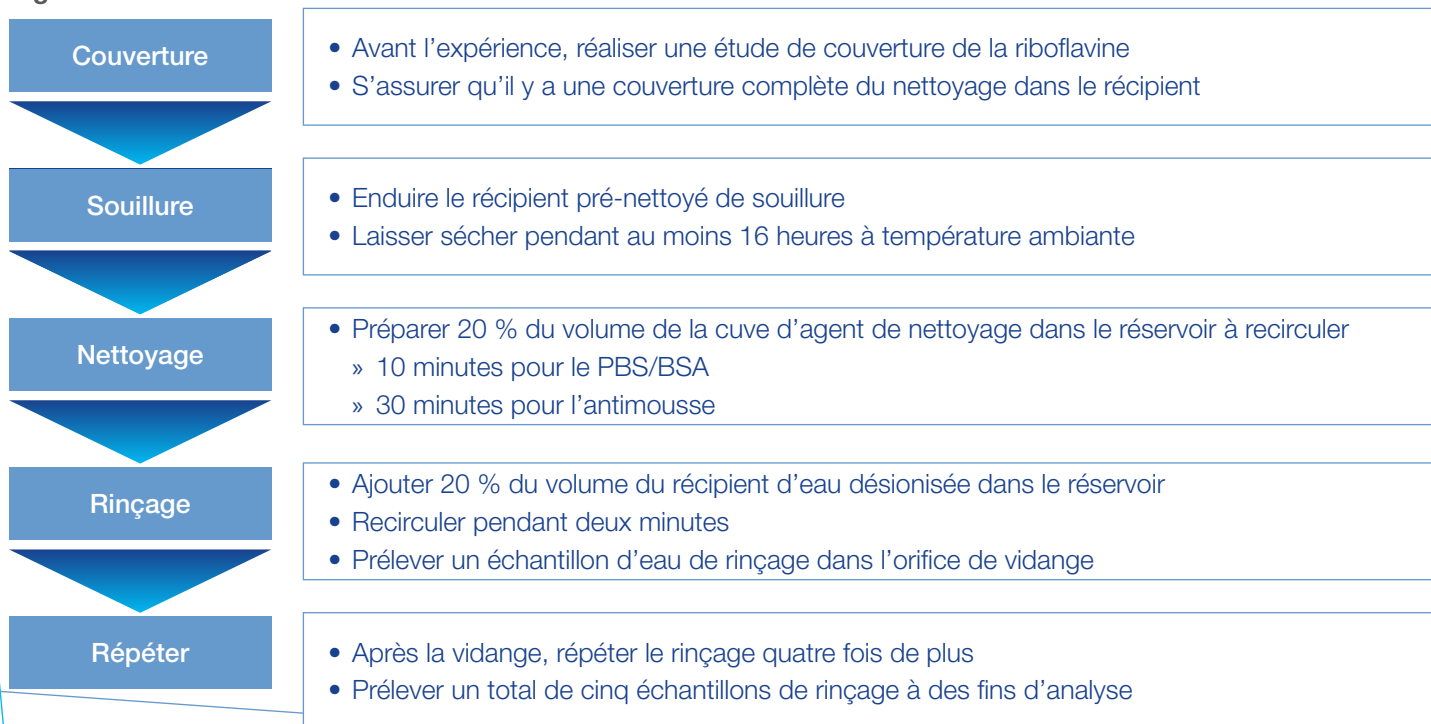 Couverture
• Avant l’expérience, réaliser une étude de couverture de la riboflavine
• S’assurer qu’il y a une couverture complète du nettoyage dans le récipient
Souillure
• Enduire le récipient pré-nettoyé de souillure
• Laisser sécher pendant au moins 16 heures à température ambiante
Nettoyage
• Préparer 20 % du volume de la cuve d’agent de nettoyage dans le réservoir à recirculer
» 10 minutes pour le PBS/BSA
» 30 minutes pour l’antimousse
Rinçage
• Ajouter 20 % du volume du récipient d’eau désionisée dans le réservoir
• Recirculer pendant deux minutes
• Prélever un échantillon d’eau de rinçage dans l’orifice de vidange
Répéter
• Après la vidange, répéter le rinçage quatre fois de plus
• Prélever un total de cinq échantillons de rinçage à des fins d’analyse